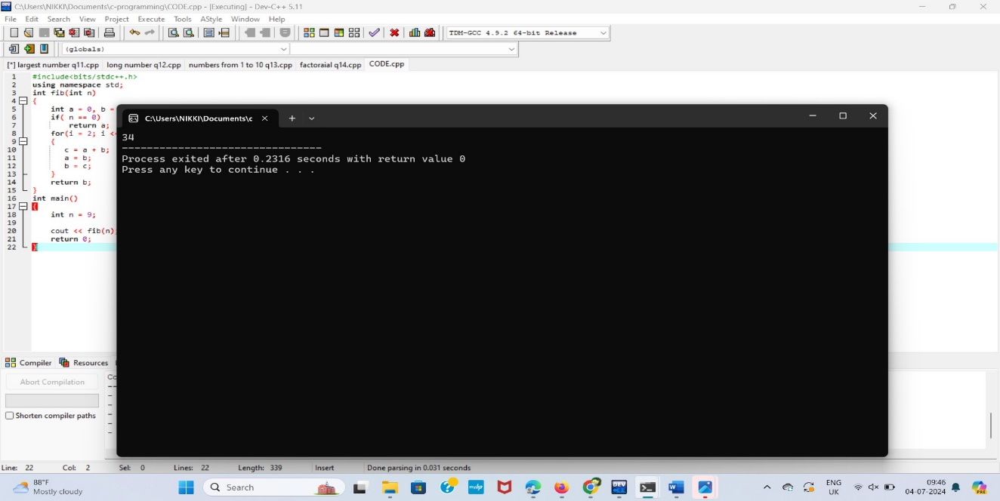 C:\Users\NIKKI\Documents\c-programming\CODE.cpp - [Executing] - Dev-C++ 5.11
File Edit Search View Project Execute Tools AStyle Window Help
TDM-GCC 4.9.2 64-bit Release
(globals)
[*] largest number q11.cpp long number q12.cpp numbers from 1 to 10 q13.cpp factoraial q14.cpp CODE.cpp
1 #include<bits/stdc++.h>
2 using namespace std;
3 int fib(int n)
4 {
5 int a = 0, b =
6 if( n == 0)
7 return a;
8 for(i = 2; i <
9 {
10 c = a + b;
11 a = b;
12 b = c;
13 }
14 return b;
15 }
16 int main()
17 {
18 int n = 9;
19
20 cout << fib(n)
21 return 0;
22 }
C:\Users\NIKKI\Documents\c
34
--------------------------------
Process exited after 0.2316 seconds with return value 0
Press any key to continue . . .
Compiler Resources
Abort Compilation
Shorten compiler paths
Line: 22 Col: 2 Sel: 0 Lines: 22 Length: 339 Insert Done parsing in 0.031 seconds
88°F
Mostly cloudy
Search
ENG
UK
09:46
04-07-2024